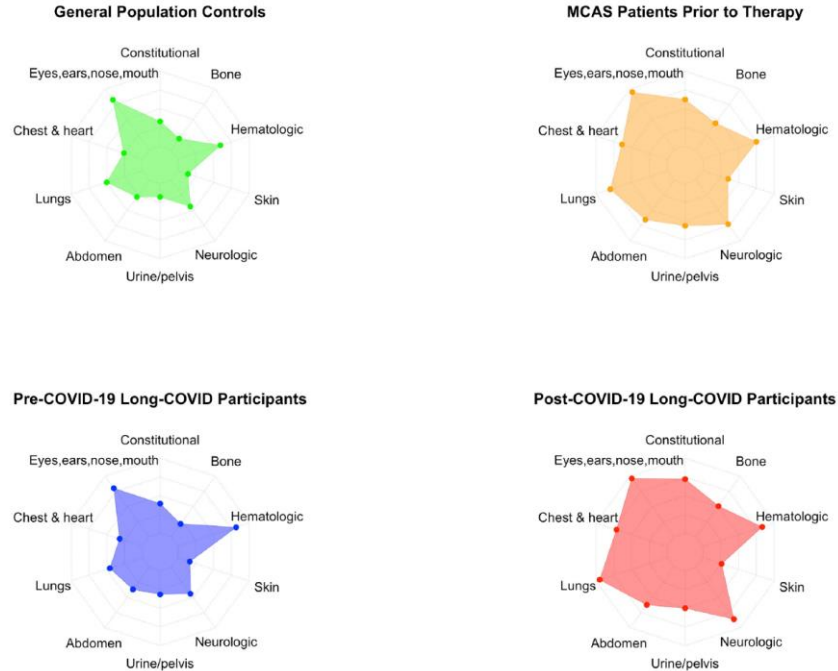 General Population Controls
Constitutional
Eyes,ears,nose,mouth
Bone
Chest & heart
Hematologic
Lungs
Skin
Abdomen
Neurologic
Urine/pelvis
MCAS Patients Prior to Therapy
Constitutional
Eyes,ears,nose,mouth
Bone
Chest & heart
Hematologic
Lungs
Skin
Abdomen
Neurologic
Urine/pelvis
Pre-COVID-19 Long-COVID Participants
Constitutional
Eyes,ears,nose,mouth
Bone
Chest & heart
Hematologic
Lungs
Skin
Abdomen
Neurologic
Urine/pelvis
Post-COVID-19 Long-COVID Participants
Constitutional
Eyes,ears,nose,mouth
Bone
Chest & heart
Hematologic
Lungs
Skin
Abdomen
Neurologic
Urine/pelvis